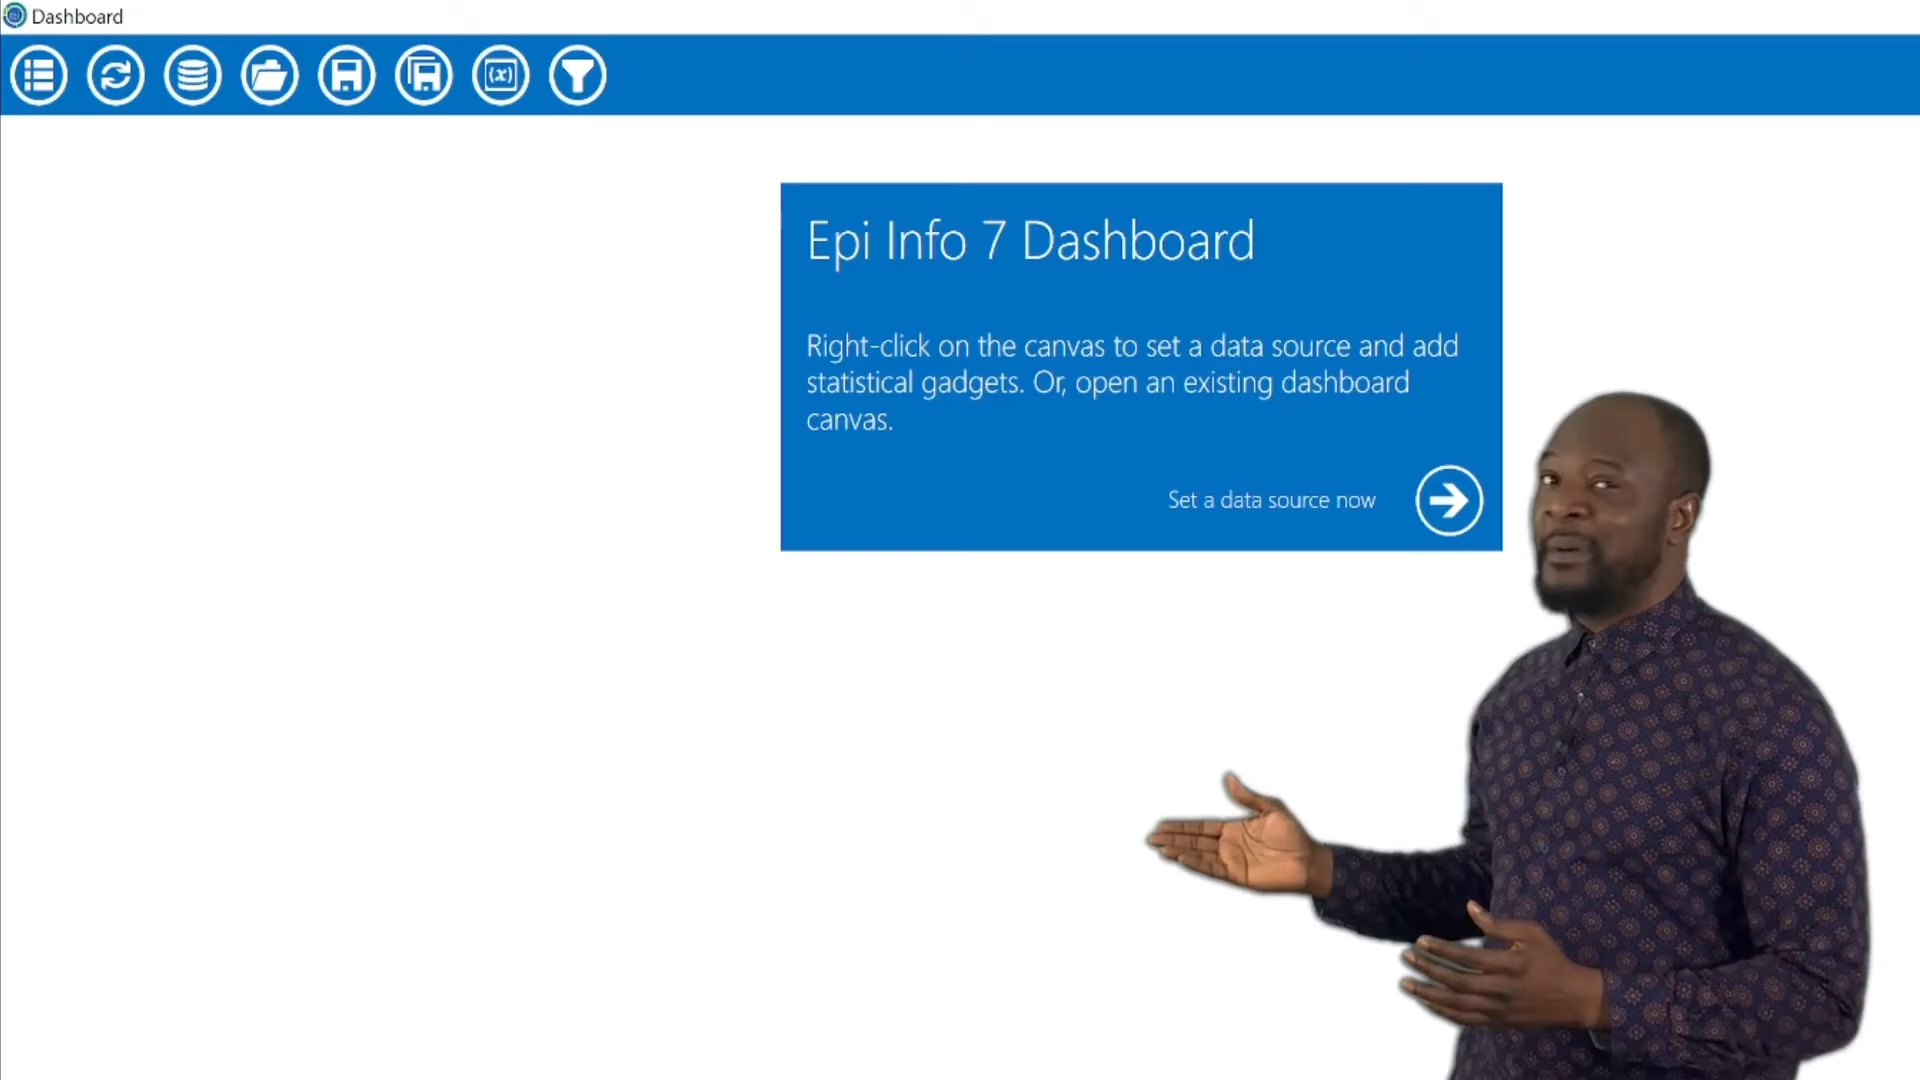 Dashboard
(x)
Epi Info 7 Dashboard
Right-click on the canvas to set a data source and add
statistical gadgets. Or, open an existing dashboard
canvas.
Set a data source now